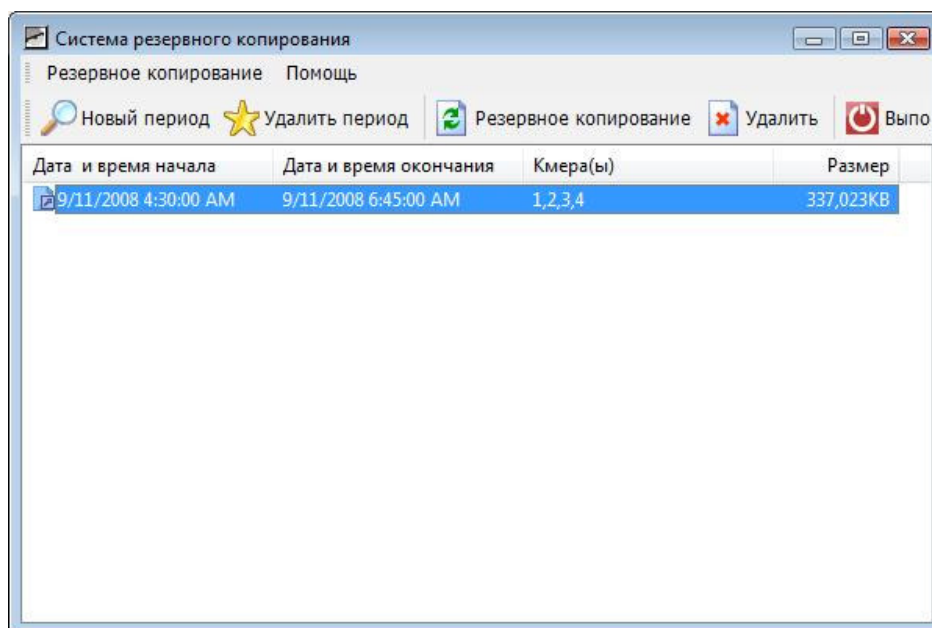 Система резервного копирования
Резервное копирование Помощь
Новый период Удалить период Резервное копирование Удалить Выпо
Дата и время начала Дата и время окончания Кмера(ы) Размер
9/11/2008 4:30:00 AM 9/11/2008 6:45:00 AM 1,2,3,4 337,023KB